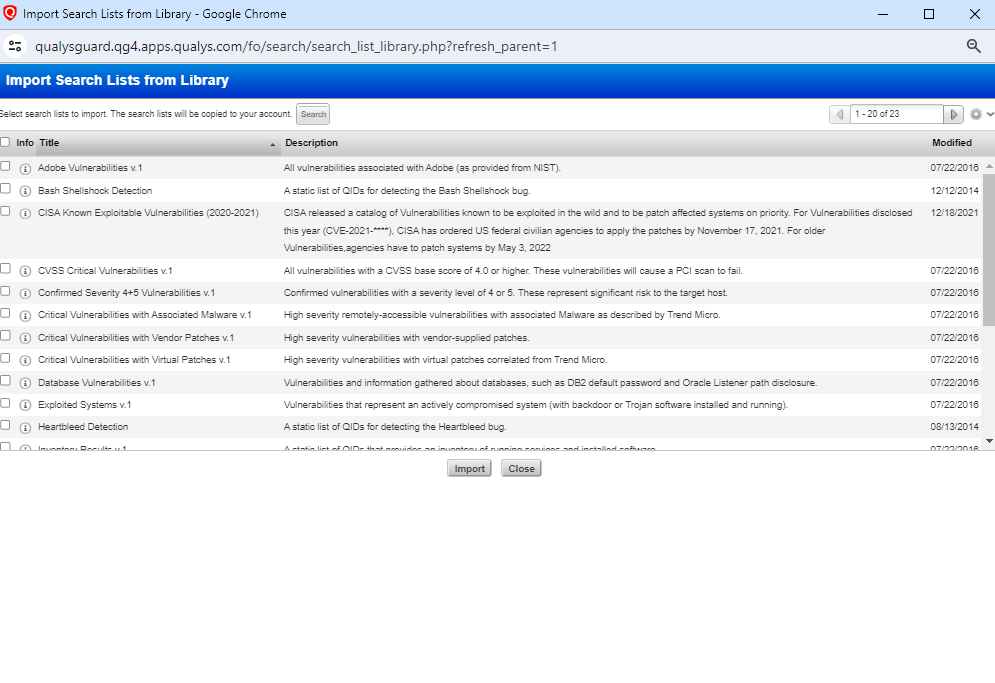 Import Search Lists from Library - Google Chrome
qualysguard.qg4.apps.qualys.com/fo/search/search_list_library.php?refresh_parent=1
Import Search Lists from Library
Select search lists to import. The search lists will be copied to your account. Search 1 - 20 of 23
Info Title Description Modified
Adobe Vulnerabilities v.1 All vulnerabilities associated with Adobe (as provided from NIST). 07/22/2016
Bash Shellshock Detection A static list of QIDs for detecting the Bash Shellshock bug. 12/12/2014
CISA Known Exploitable Vulnerabilities (2020-2021) CISA released a catalog of Vulnerabilities known to be exploited in the wild and to be patch affected systems on priority. For Vulnerabilities disclosed 12/18/2021
this year (CVE-2021-****), CISA has ordered US federal civilian agencies to apply the patches by November 17, 2021. For older
Vulnerabilities,agencies have to patch systems by May 3, 2022
CVSS Critical Vulnerabilities v.1 All vulnerabilities with a CVSS base score of 4.0 or higher. These vulnerabilities will cause a PCI scan to fail. 07/22/2016
Confirmed Severity 4+5 Vulnerabilities v.1 Confirmed vulnerabilities with a severity level of 4 or 5. These represent significant risk to the target host. 07/22/2016
Critical Vulnerabilities with Associated Malware v.1 High severity remotely-accessible vulnerabilities with associated Malware as described by Trend Micro. 07/22/2016
Critical Vulnerabilities with Vendor Patches v.1 High severity vulnerabilities with vendor-supplied patches. 07/22/2016
Critical Vulnerabilities with Virtual Patches v.1 High severity vulnerabilities with virtual patches correlated from Trend Micro. 07/22/2016
Database Vulnerabilities v.1 Vulnerabilities and information gathered about databases, such as DB2 default password and Oracle Listener path disclosure. 07/22/2016
Exploited Systems v.1 Vulnerabilities that represent an actively compromised system (with backdoor or Trojan software installed and running). 07/22/2016
Heartbleed Detection A static list of QIDs for detecting the Heartbleed bug. 08/13/2014
Inventory Results v.1 A static list of QIDs that provides an inventory of running services and installed software. 07/22/2016
Import Close